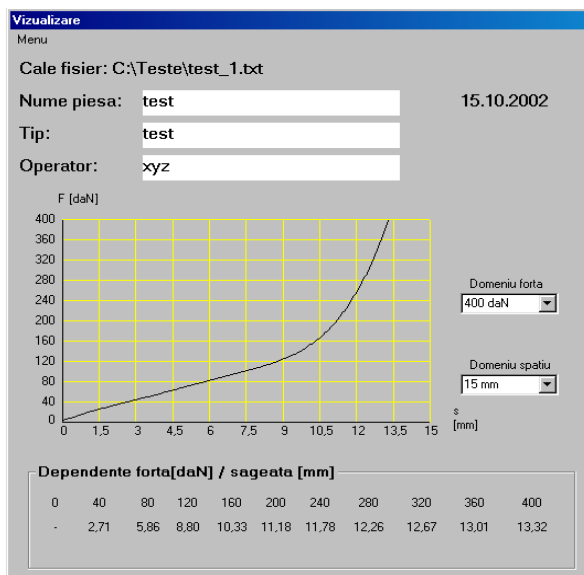 Vizualizare
Menu
Cale fisier: C:\Teste\test_1.txt
Nume piesa: test 15.10.2002
Tip: test
Operator: xyz
F [daN]
400
360
320
280
240
200
160
120
80
40
0
0 1,5 3 4,5 6 7,5 9 10,5 12 13,5 15
s
[mm]
Domeniu forta
400 daN
Domeniu spatiu
15 mm
Dependente forta[daN] / sageata [mm]
0 40 80 120 160 200 240 280 320 360 400
- 2,71 5,86 8,80 10,33 11,18 11,78 12,26 12,67 13,01 13,32